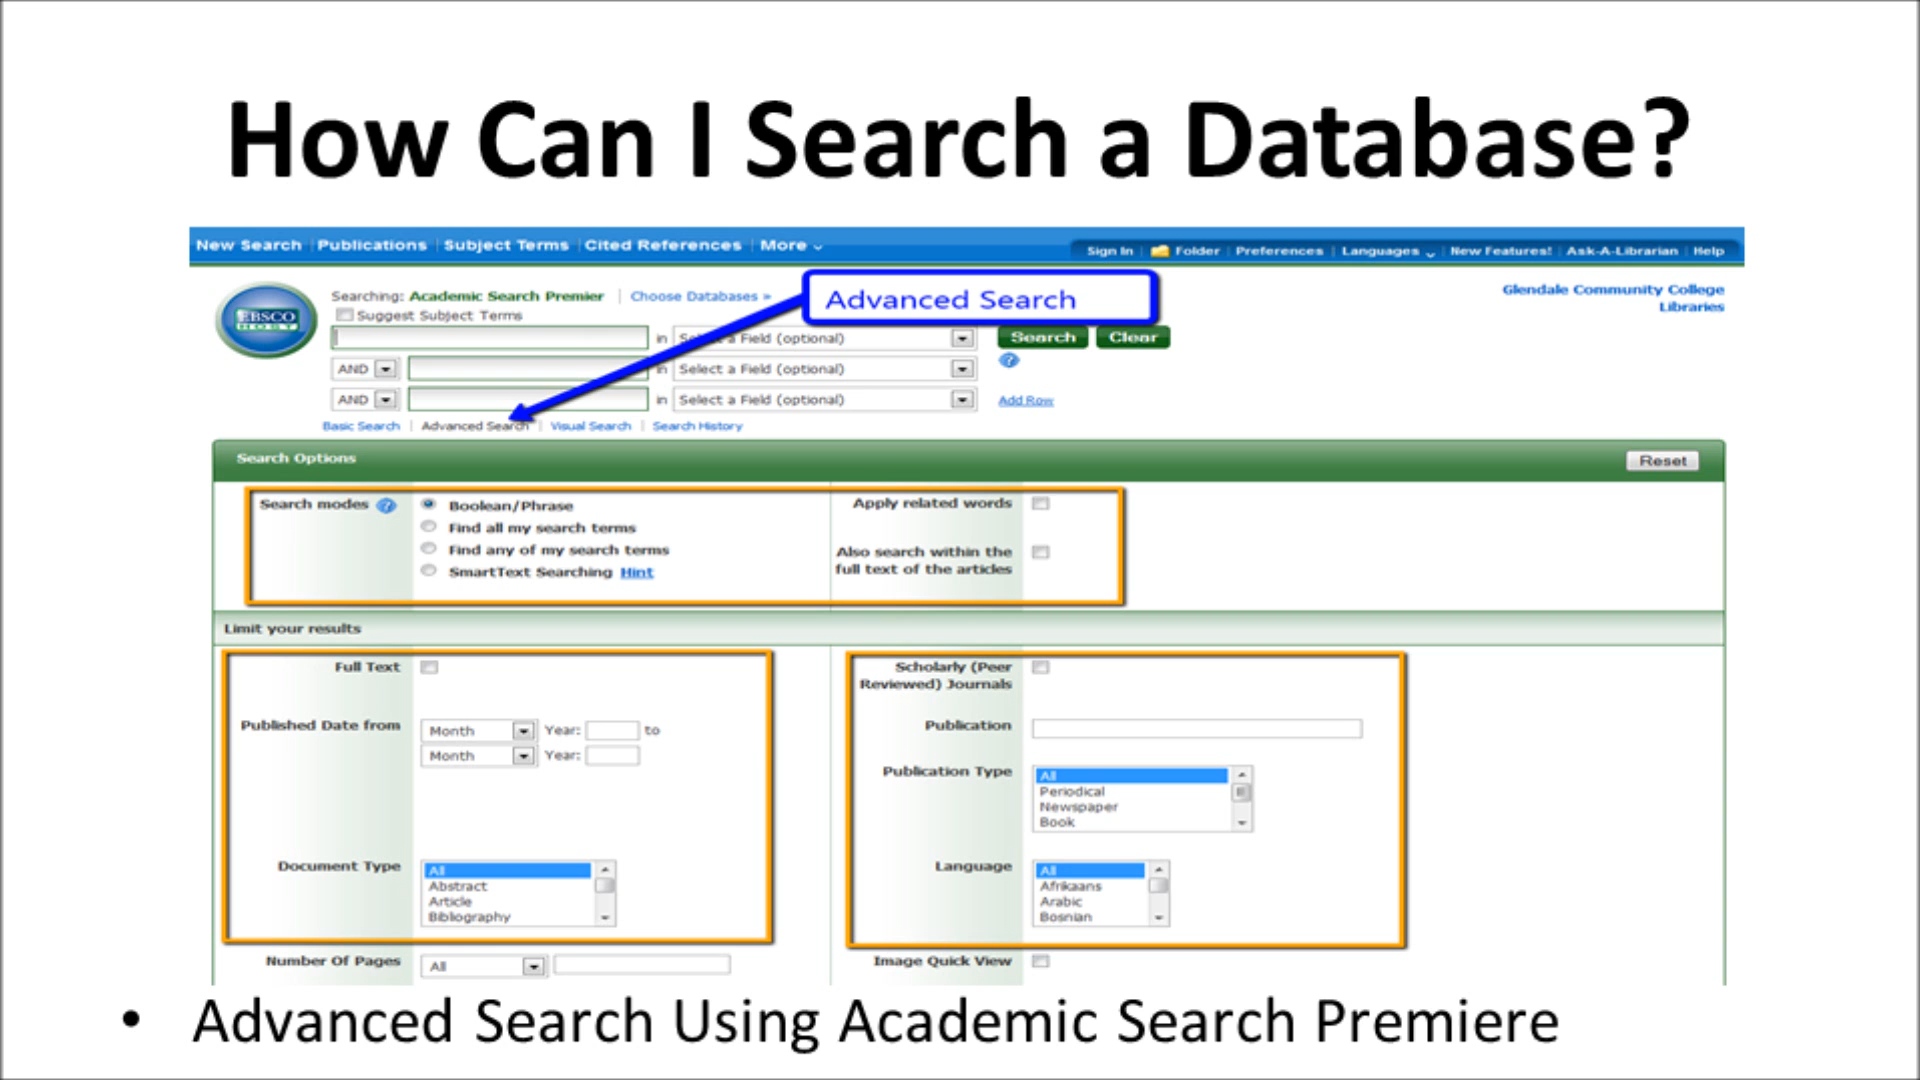 How Can I Search a Database?
New Search | Publications | Subject Terms | Cited References | More
Sign In | Folder | Preferences | Languages | New Features! | Ask-A-Librarian | Help
Advanced Search
Glendale Community College
Libraries
EBSCO
HOST
Searching: Academic Search Premier | Choose Databases »
Suggest Subject Terms
in Select a Field (optional) Search Clear
AND in Select a Field (optional)
AND in Select a Field (optional) Add Row
Basic Search | Advanced Search | Visual Search | Search History
Search Options Reset
Search modes ? Boolean/Phrase
Find all my search terms
Find any of my search terms
SmartText Searching Hint
Apply related words
Also search within the
full text of the articles
Limit your results
Full Text
Published Date from Month Year: to
Month Year:
Document Type All
Abstract
Article
Bibliography
Number Of Pages All
Scholarly (Peer
Reviewed) Journals
Publication
Publication Type All
Periodical
Newspaper
Book
Language All
Afrikaans
Arabic
Bosnian
Image Quick View
• Advanced Search Using Academic Search Premiere